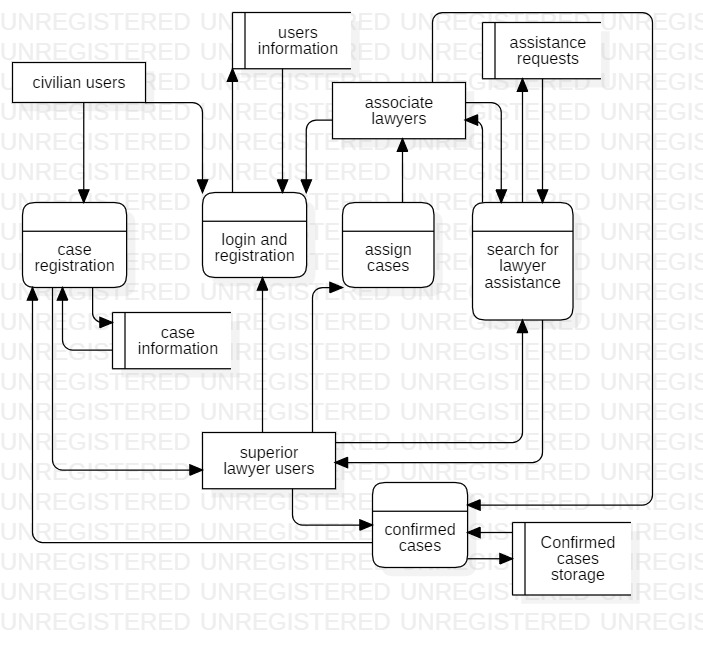 users
information
assistance
requests
civilian users
associate
lawyers
case
registration
login and
registration
assign
cases
search for
lawyer
assistance
case
information
superior
lawyer users
confirmed
cases
Confirmed
cases
storage
UNREGISTERED UNREGISTERED UNREGISTERED UNREGIS